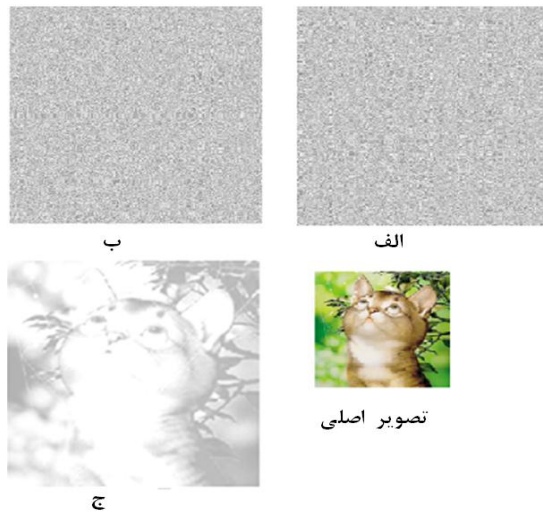 الف
ب
تصویر اصلی
ج